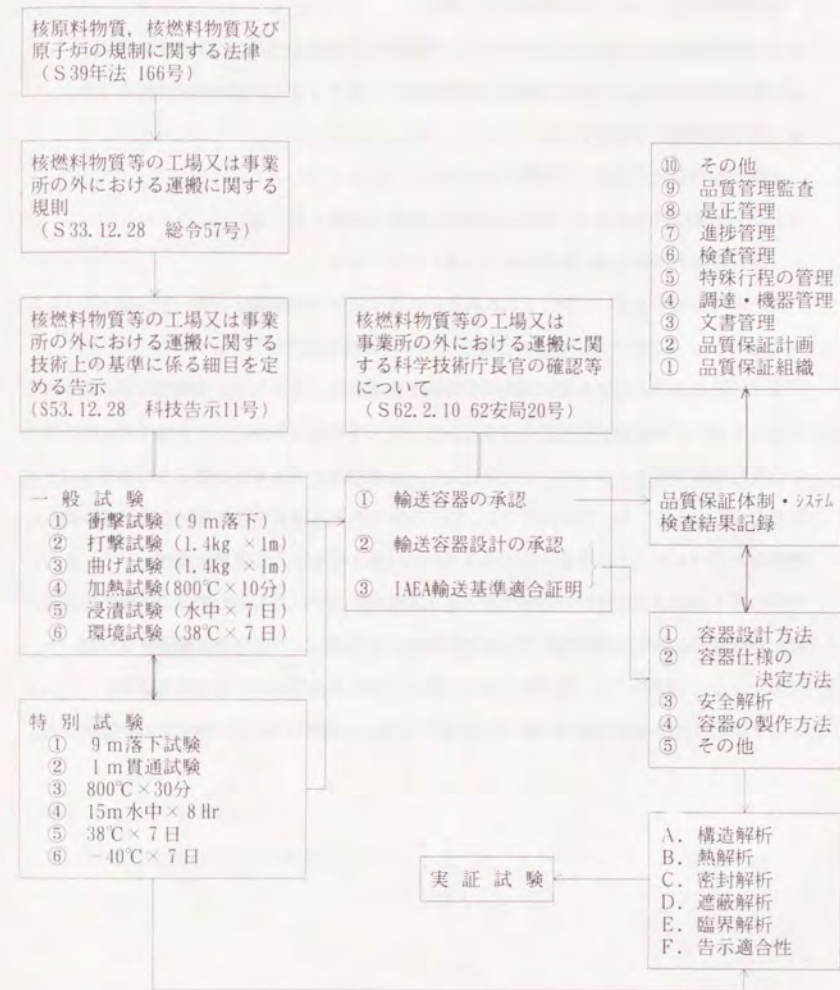 核原料物質，核燃料物質及び
原子炉の規制に関する法律
（S39年法 166号）
核燃料物質等の工場又は事業
所の外における運搬に関する
規則
（S33.12.28 総令57号）
核燃料物質等の工場又は事業
所の外における運搬に関する
技術上の基準に係る細目を定
める告示
(S53.12.28 科技告示11号)
核燃料物質等の工場又は
事業所の外における運搬に関
する科学技術庁長官の確認等
について
（S62.2.10 62安局20号）
⑩ その他
⑨ 品質管理監査
⑧ 是正管理
⑦ 進捗管理
⑥ 検査管理
⑤ 特殊行程の管理
④ 調達・機器管理
③ 文書管理
② 品質保証計画
① 品質保証組織
一般試験
① 衝撃試験（９ｍ落下）
② 打撃試験（1.4kg ×1m）
③ 曲げ試験（1.4kg ×1m）
④ 加熱試験(800℃×10分)
⑤ 浸漬試験（水中×７日）
⑥ 環境試験（38℃×７日）
① 輸送容器の承認
② 輸送容器設計の承認
③ IAEA輸送基準適合証明
品質保証体制・システム
検査結果記録
① 容器設計方法
② 容器仕様の
決定方法
③ 安全解析
④ 容器の製作方法
⑤ その他
特別試験
① ９ｍ落下試験
② １ｍ貫通試験
③ 800℃×30分
④ 15m水中×８Hr
⑤ 38℃×７日
⑥ －40℃×７日
実証試験
A．構造解析
B．熱解析
C．密封解析
D．遮蔽解析
E．臨界解析
F．告示適合性